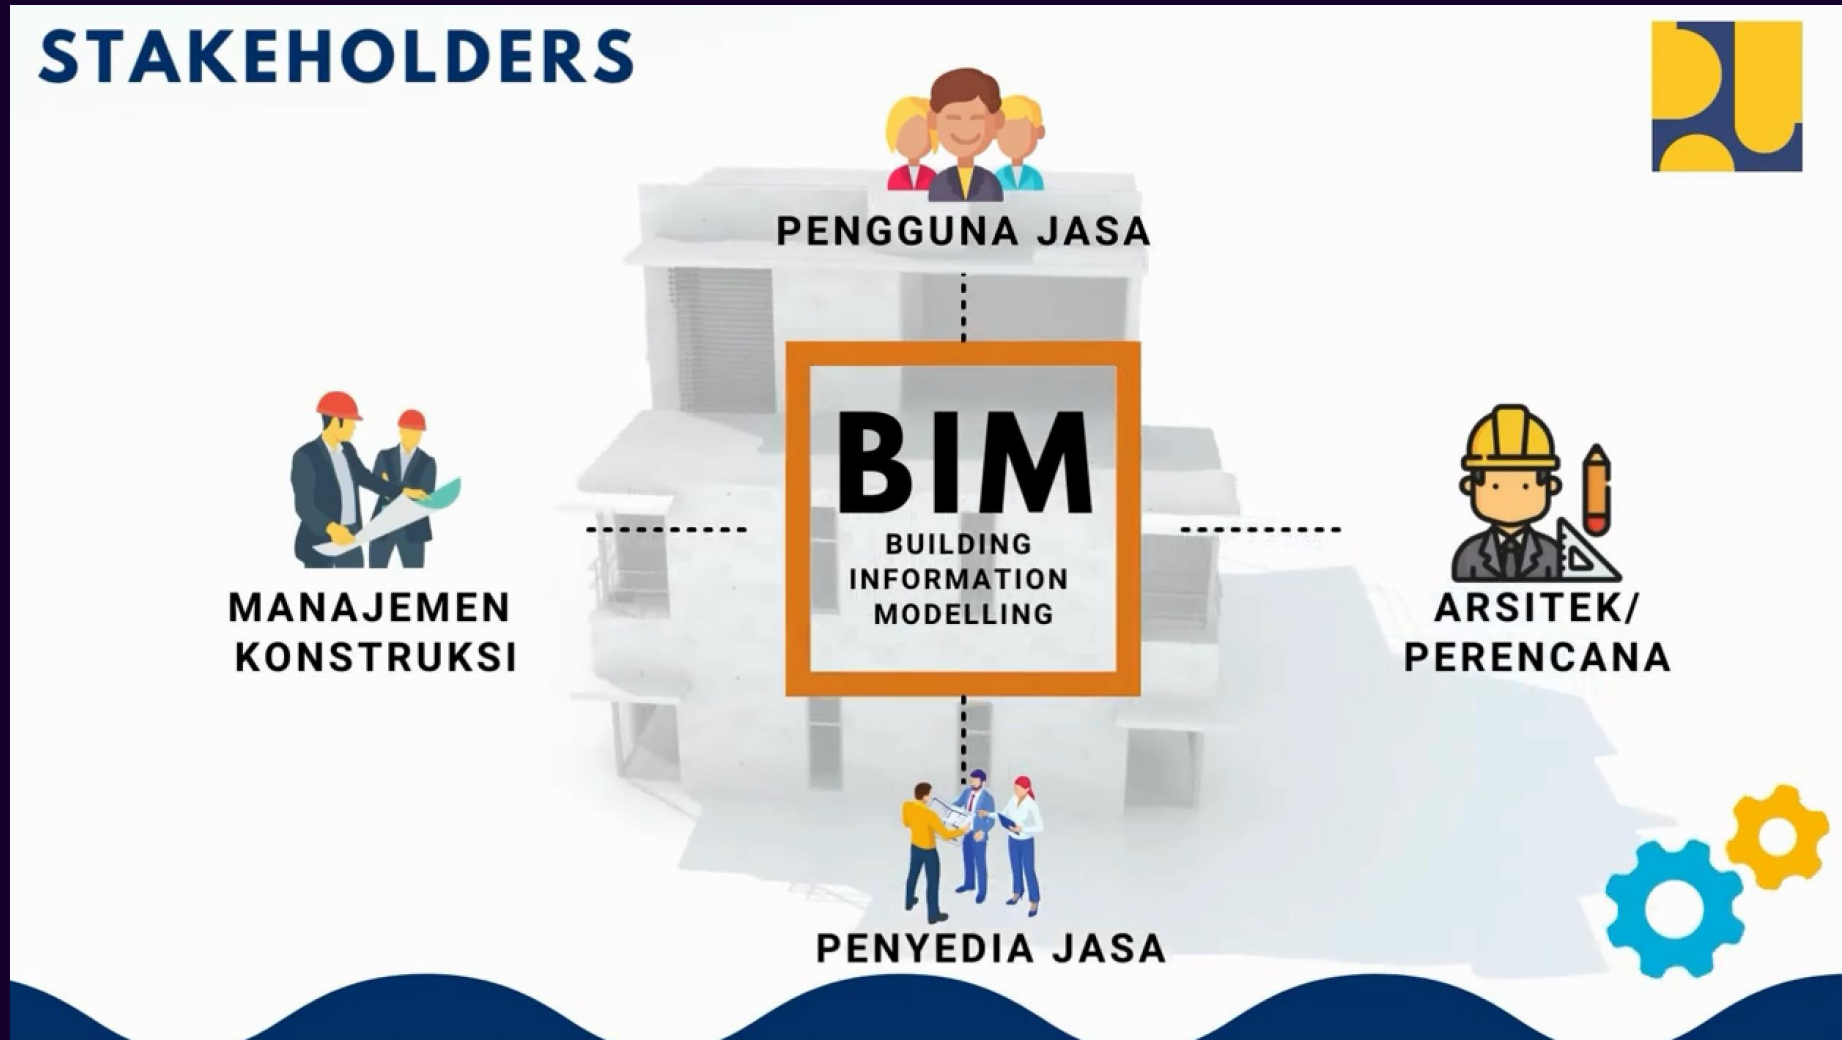 STAKEHOLDERS
PENGGUNA JASA
BIM
BUILDING
INFORMATION
MODELLING
MANAJEMEN
KONSTRUKSI
ARSITEK/
PERENCANA
PENYEDIA JASA